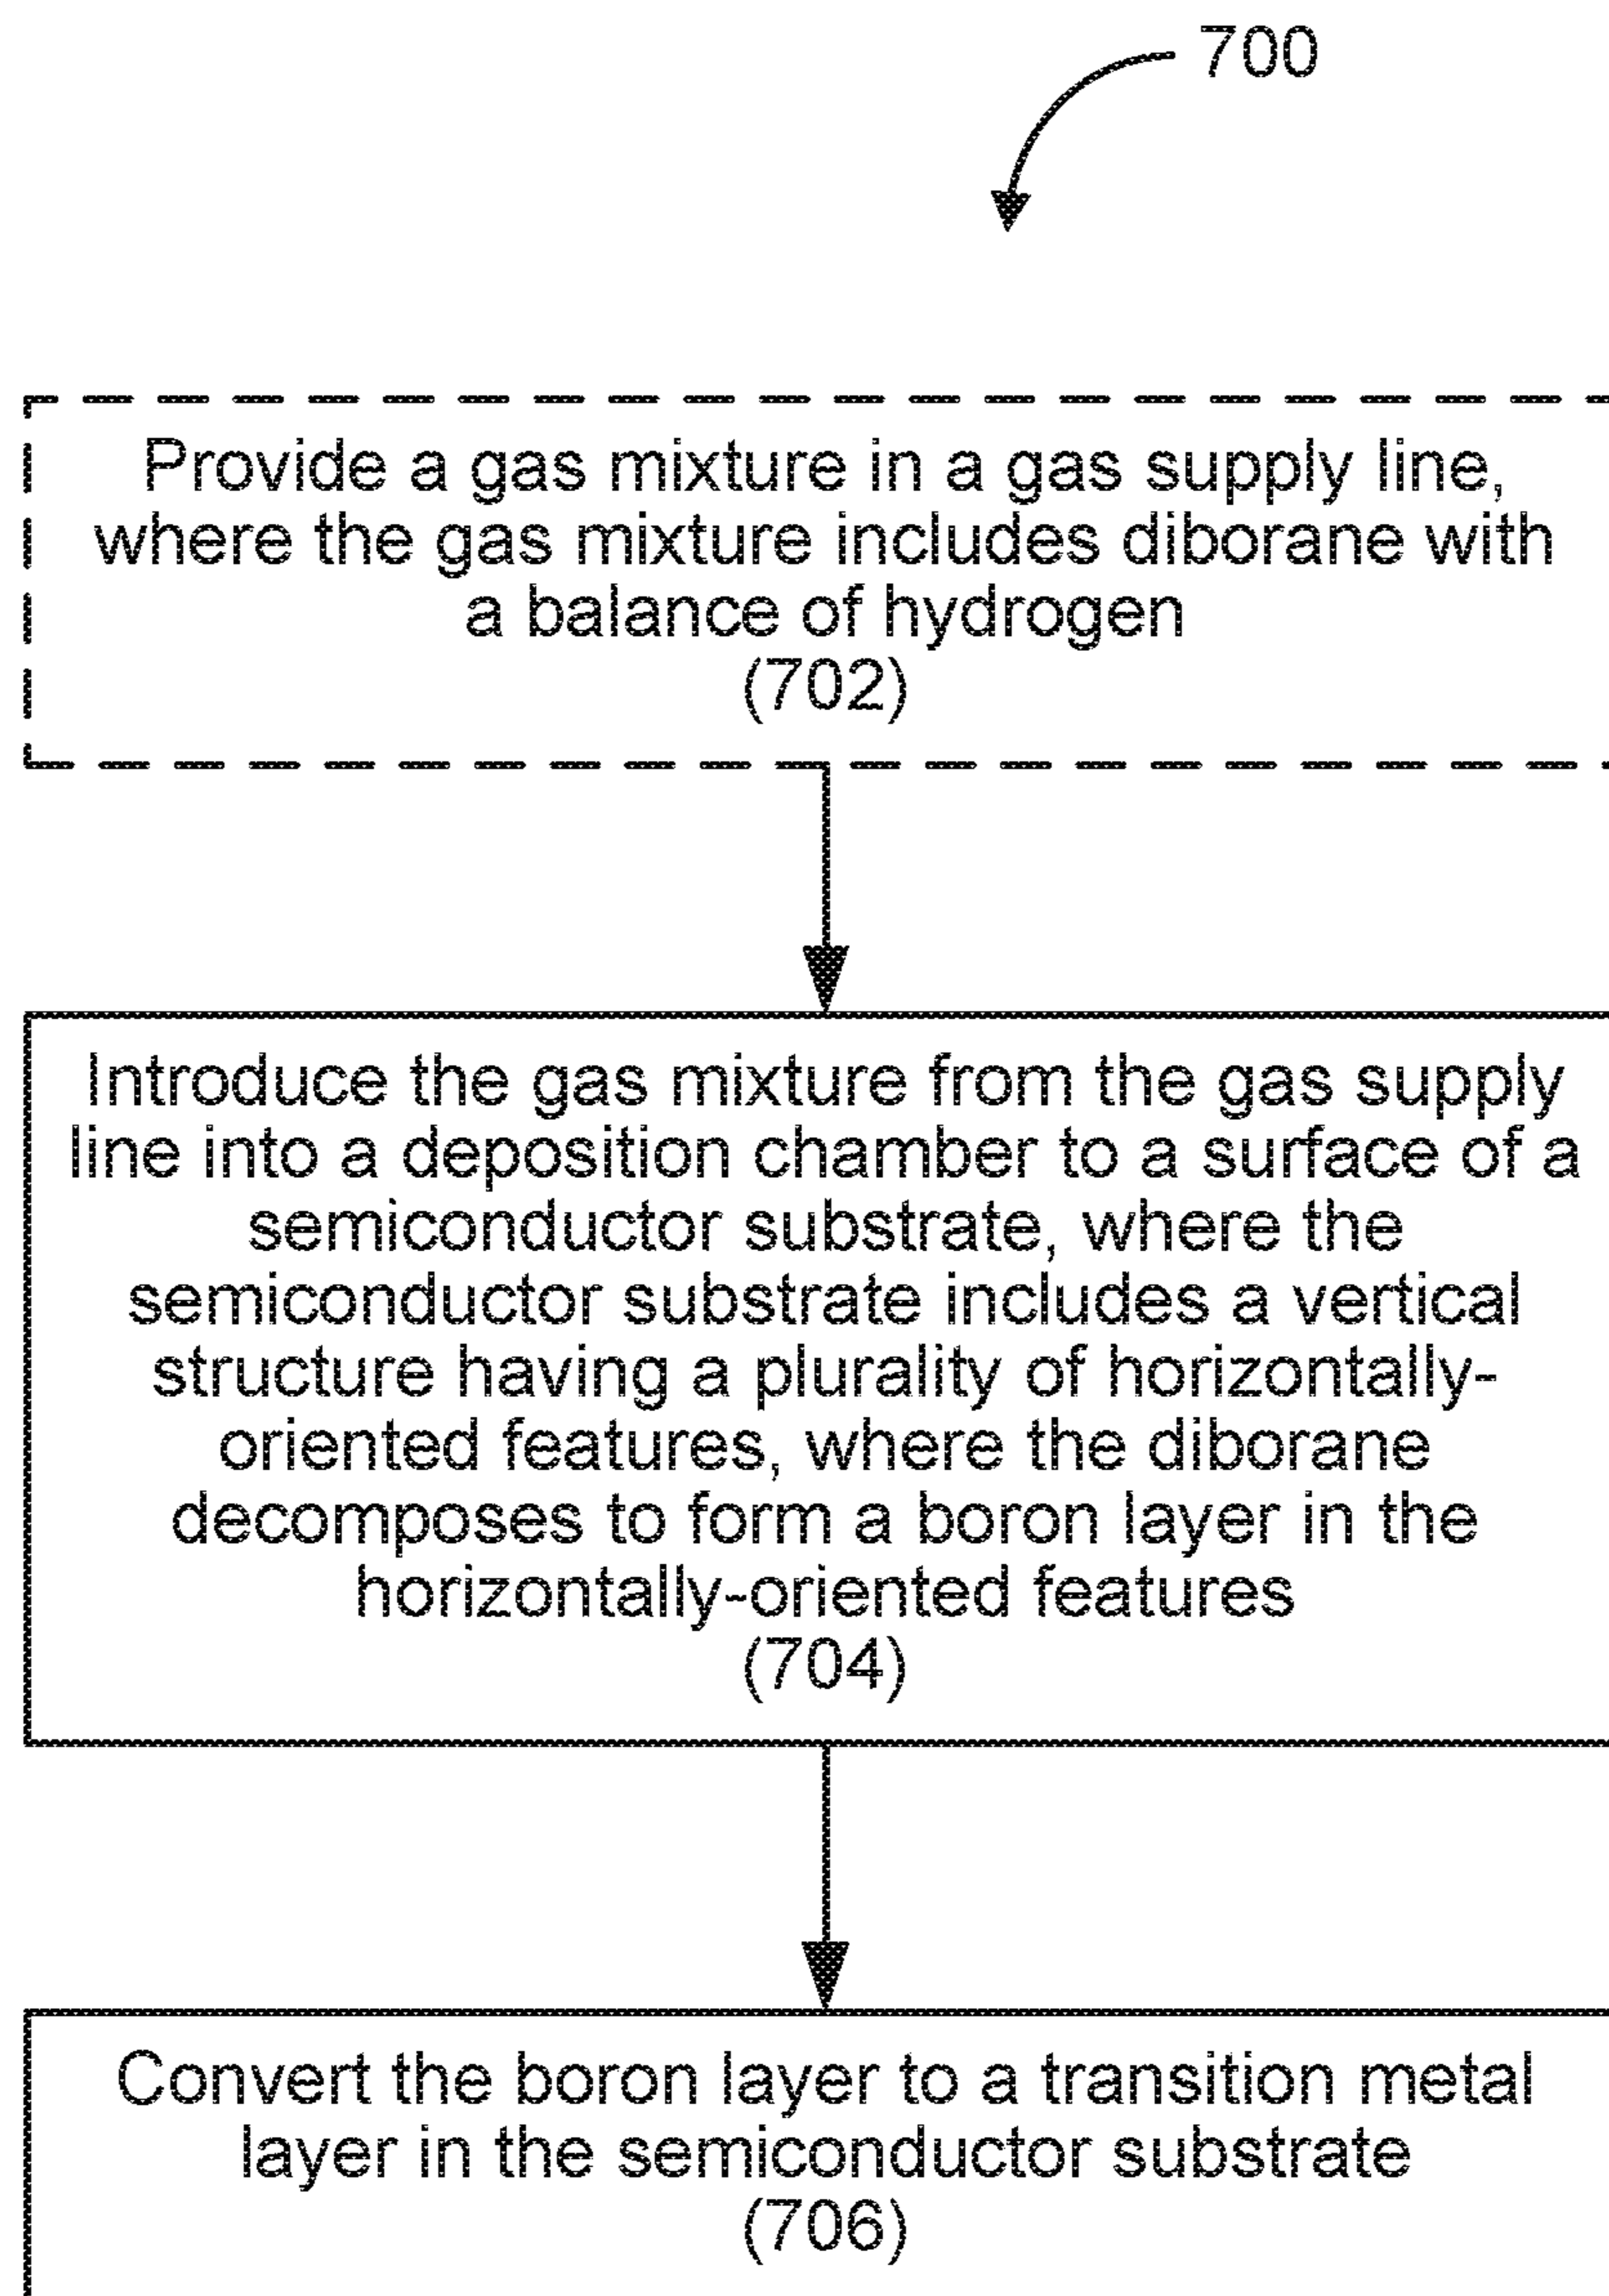 700
Provide a gas mixture in a gas supply line,
where the gas mixture includes diborane with
a balance of hydrogen
(702)
Introduce the gas mixture from the gas supply
line into a deposition chamber to a surface of a
semiconductor substrate, where the
semiconductor substrate includes a vertical
structure having a plurality of horizontally-
oriented features, where the diborane
decomposes to form a boron layer in the
horizontally-oriented features
(704)
Convert the boron layer to a transition metal
layer in the semiconductor substrate
(706)